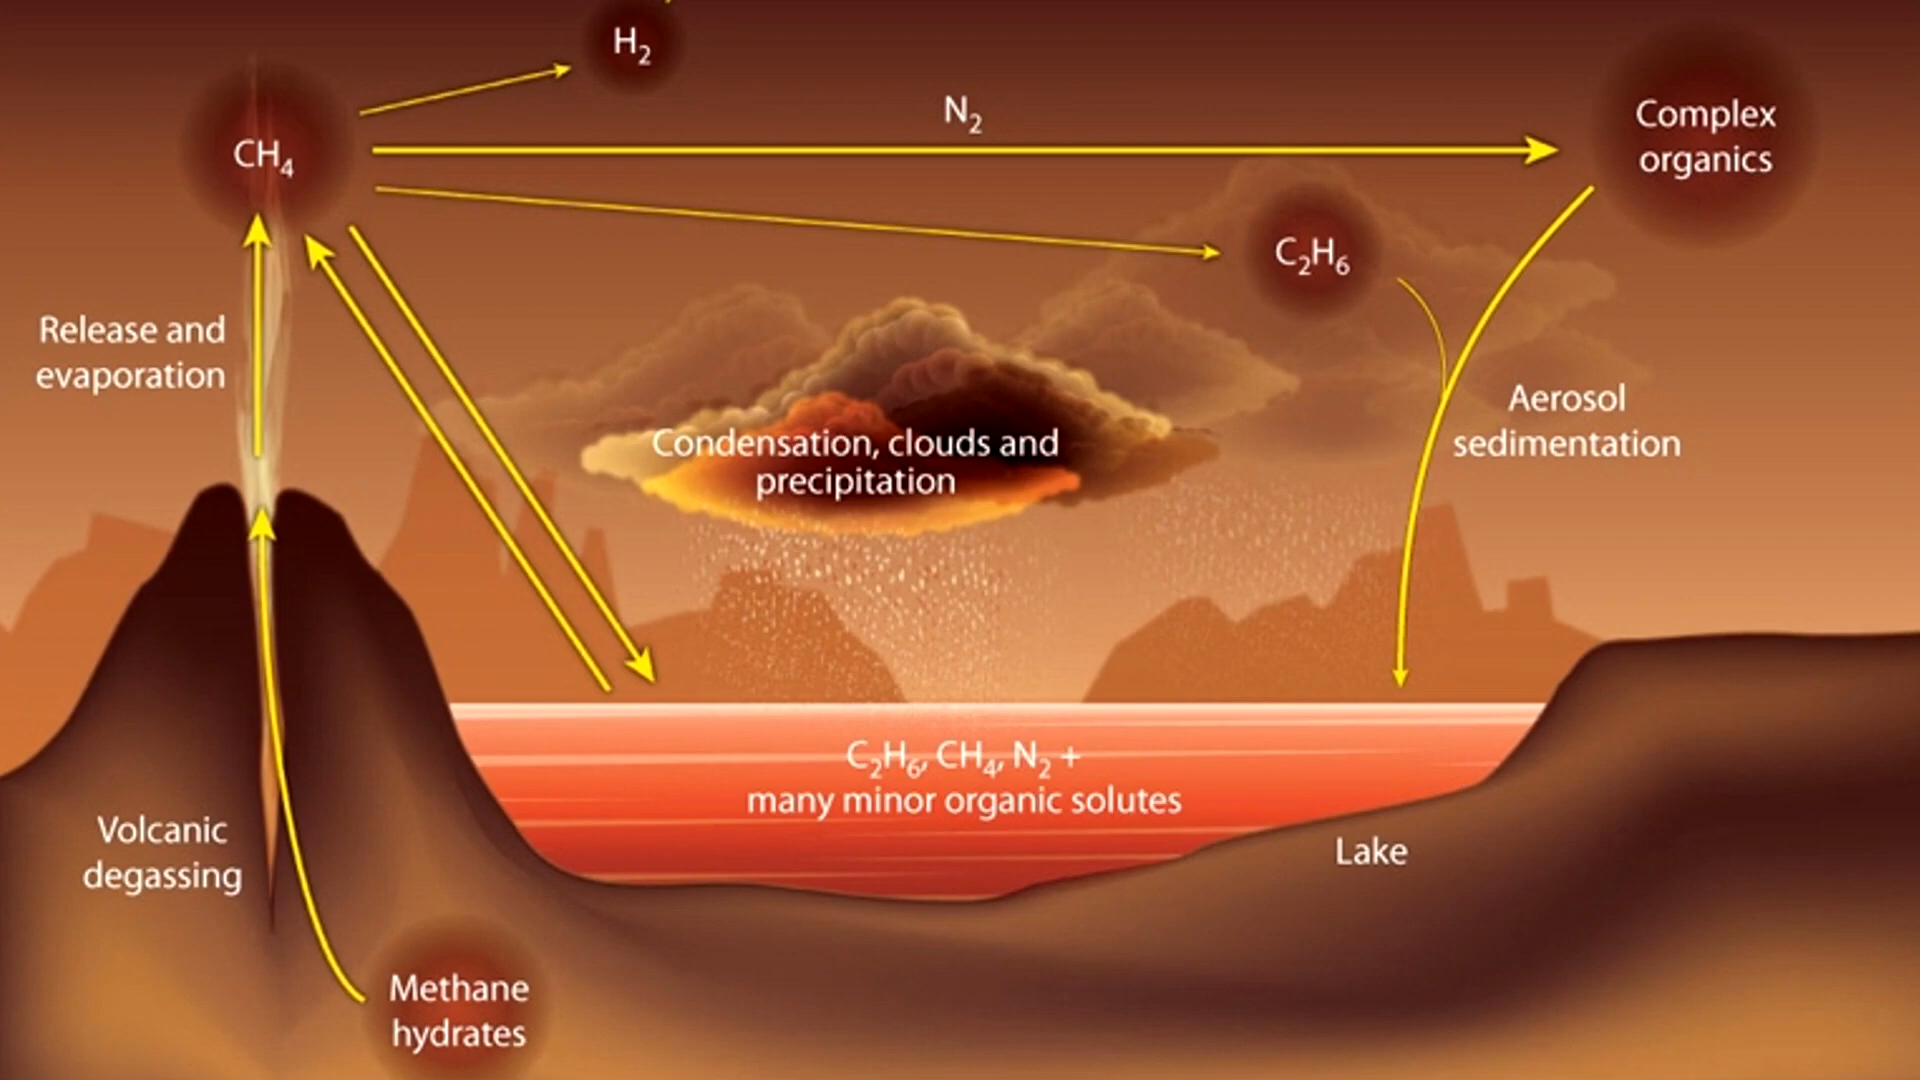 H₂
N₂
Complex
organics
CH₄
C₂H₆
Release and
evaporation
Aerosol
sedimentation
Condensation, clouds and
precipitation
C₂H₆, CH₄, N₂ +
many minor organic solutes
Lake
Volcanic
degassing
Methane
hydrates